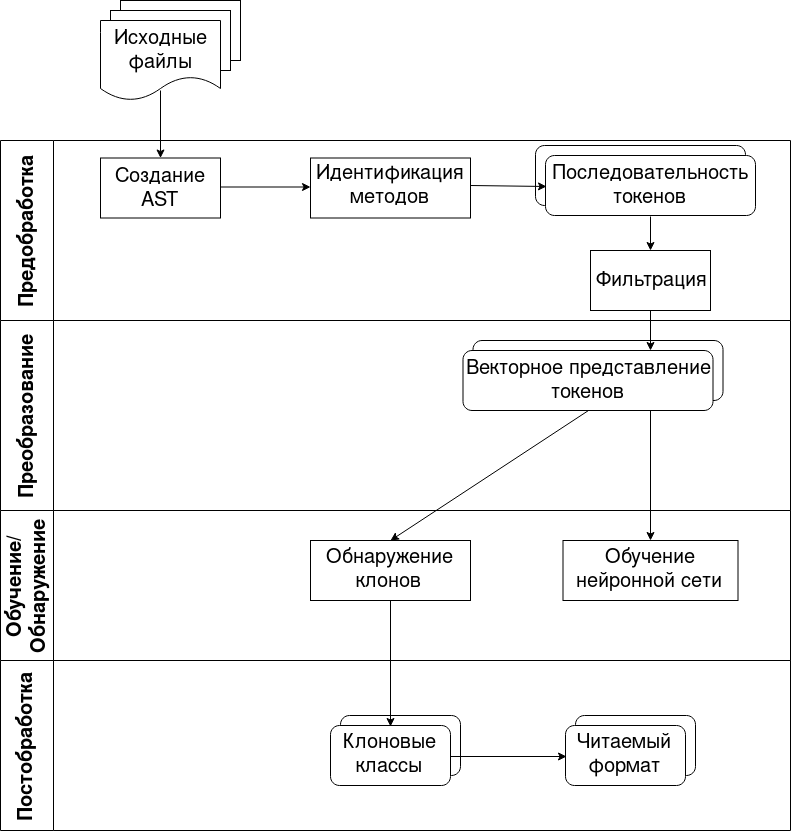 Исходные
файлы
Предобработка
Создание
AST
Идентификация
методов
Последовательность
токенов
Фильтрация
Преобразование
Векторное представление
токенов
Обучение/
Обнаружение
Обнаружение
клонов
Обучение
нейронной сети
Постобработка
Клоновые
классы
Читаемый
формат